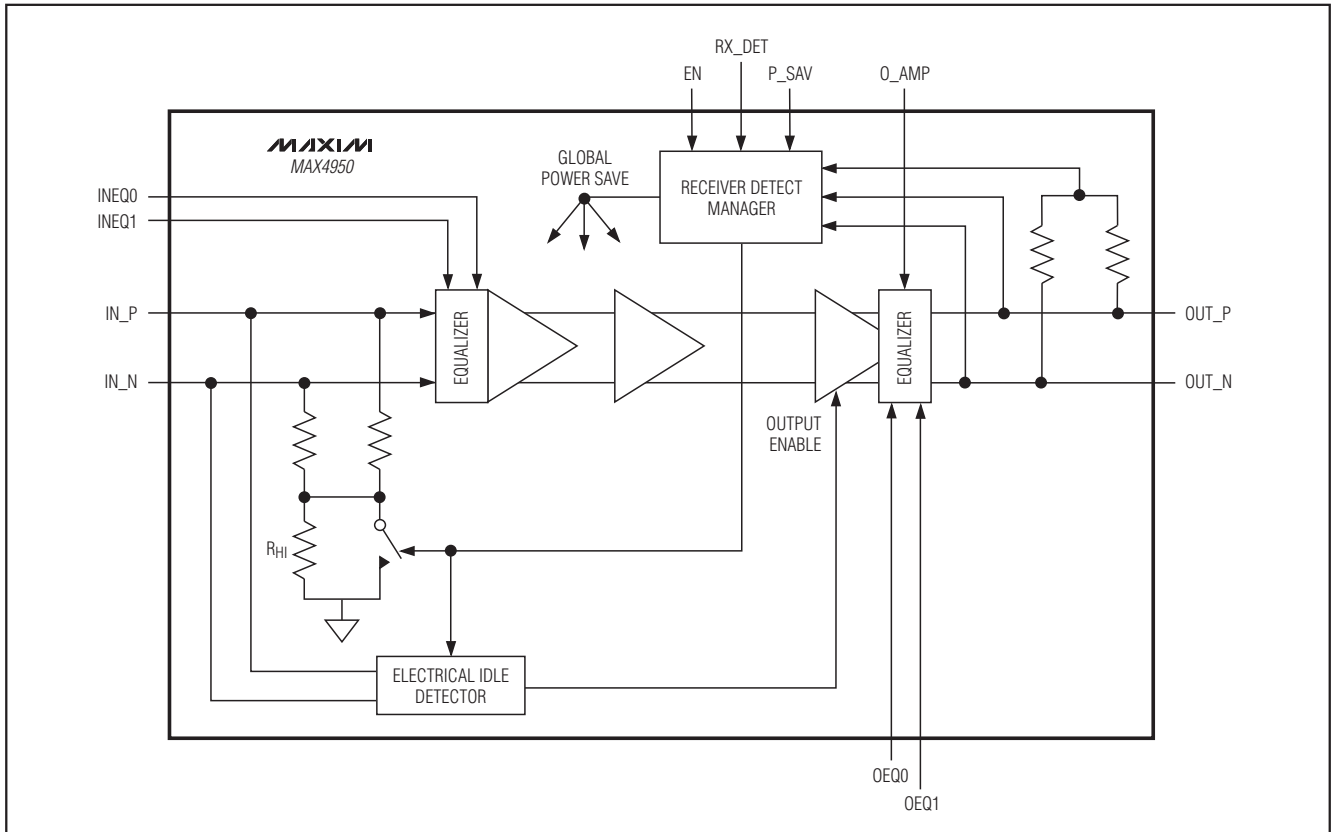 RX_DET
EN
P_SAV
O_AMP
MAXIM
MAX4950
GLOBAL
POWER SAVE
RECEIVER DETECT
MANAGER
INEQ0
INEQ1
IN_P
EQUALIZER
EQUALIZER
OUT_P
IN_N
OUT_N
OUTPUT
ENABLE
RHI
ELECTRICAL IDLE
DETECTOR
OEQ0
OEQ1